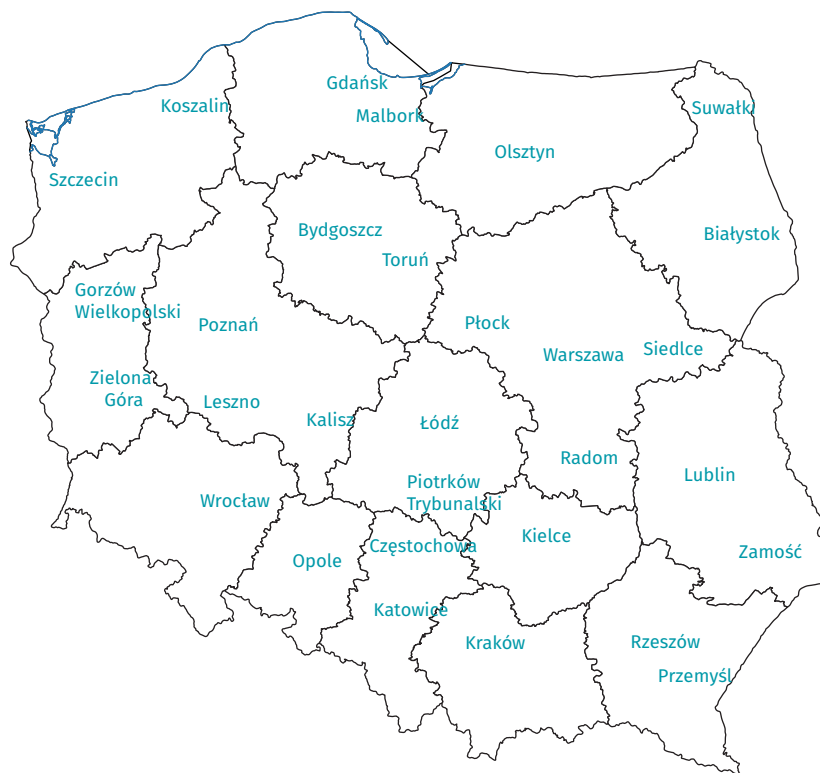 Gdańsk
Koszalin
Suwałki
Malbork
Olsztyn
Szczecin
Bydgoszcz
Białystok
Toruń
Gorzów
Wielkopolski
Poznań
Płock
Siedlce
Warszawa
Zielona
Góra
Leszno
Kalisz
Łódź
Radom
Lublin
Piotrków
Trybunalski
Wrocław
Kielce
Częstochowa
Zamość
Opole
Katowice
Kraków
Rzeszów
Przemyśl